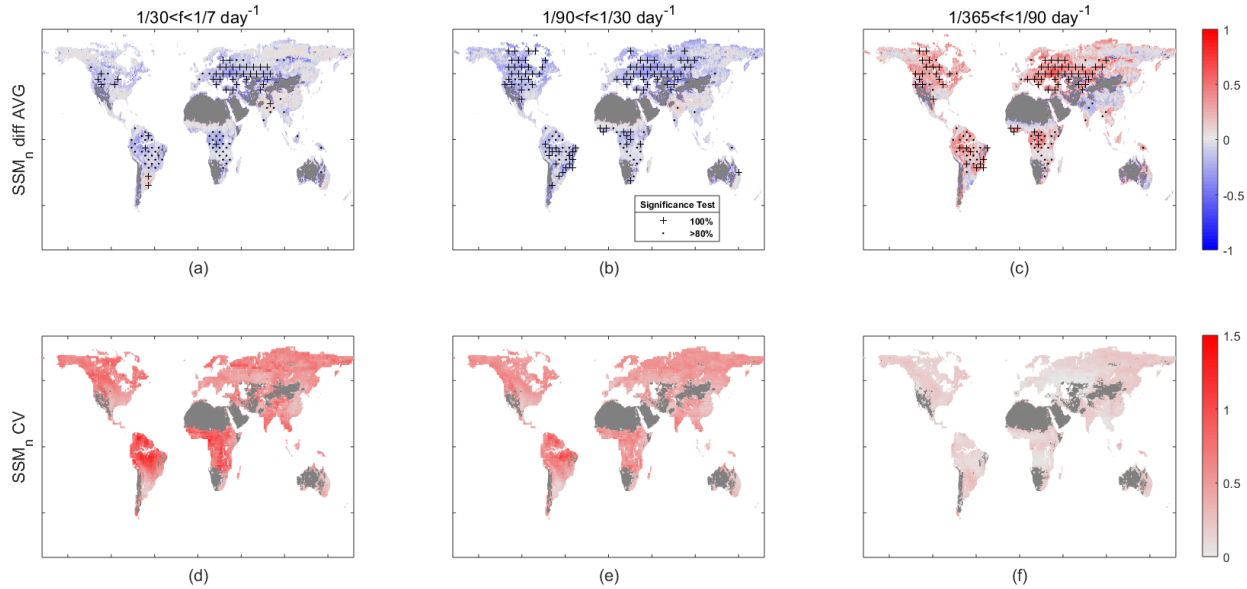 1/30<f<1/7 day-1
1/90<f<1/30 day-1
1/365<f<1/90 day-1
SSMn diff AVG
1
0.5
0
-0.5
-1
Significance Test
+ 100%
· >80%
(a)
(b)
(c)
SSMn CV
1.5
1
0.5
0
(d)
(e)
(f)